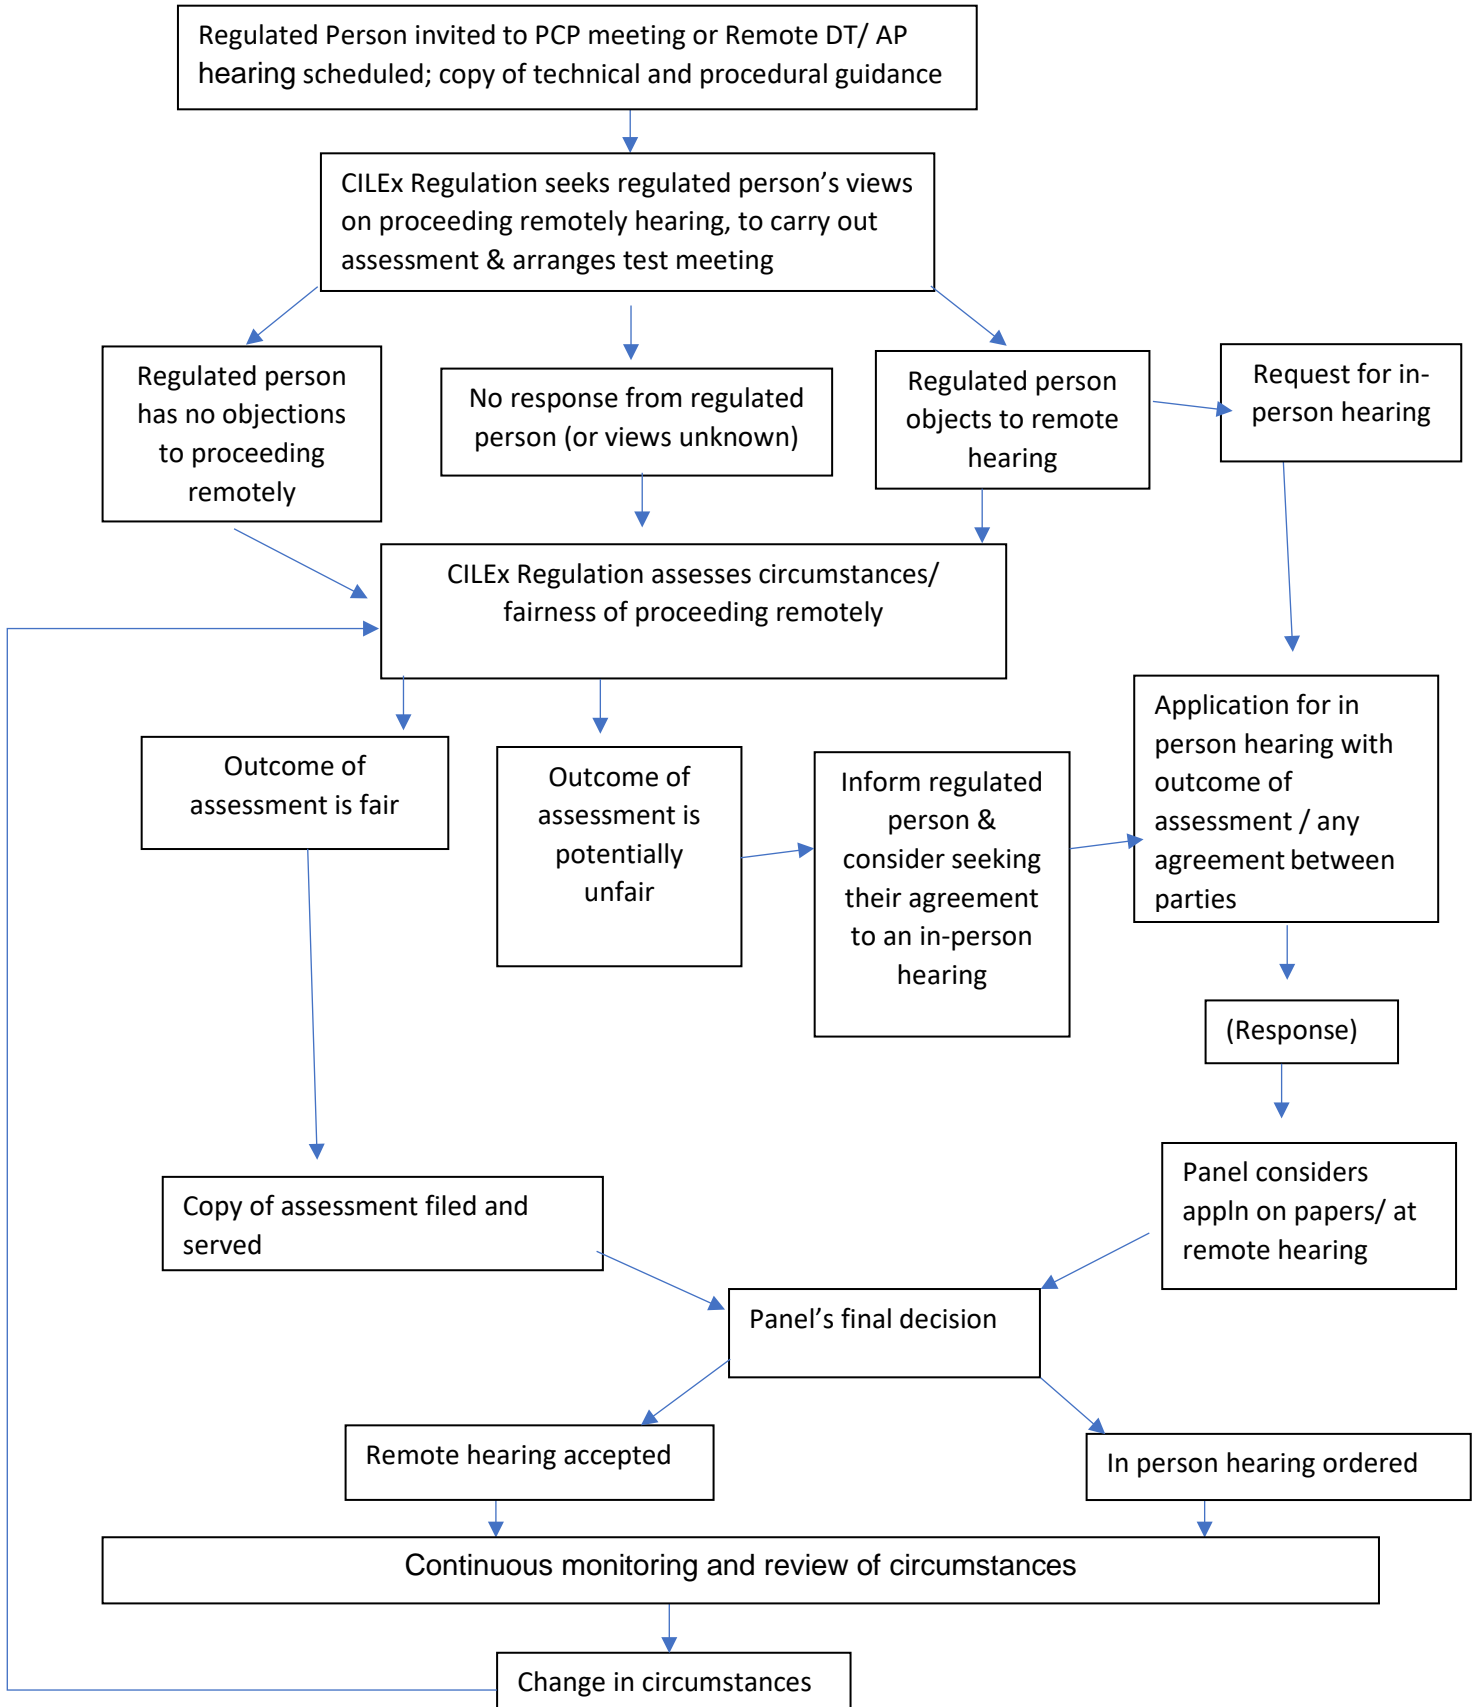 Regulated Person invited to PCP meeting or Remote DT/ AP
hearing scheduled; copy of technical and procedural guidance
CILEx Regulation seeks regulated person’s views
on proceeding remotely hearing, to carry out
assessment & arranges test meeting
Regulated person
has no objections
to proceeding
remotely
No response from regulated
person (or views unknown)
Regulated person
objects to remote
hearing
Request for in-
person hearing
CILEx Regulation assesses circumstances/
fairness of proceeding remotely
Outcome of
assessment is fair
Outcome of
assessment is
potentially
unfair
Inform regulated
person &
consider seeking
their agreement
to an in-person
hearing
Application for in
person hearing with
outcome of
assessment / any
agreement between
parties
(Response)
Panel considers
appln on papers/ at
remote hearing
Copy of assessment filed and
served
Panel’s final decision
Remote hearing accepted
In person hearing ordered
Continuous monitoring and review of circumstances
Change in circumstances